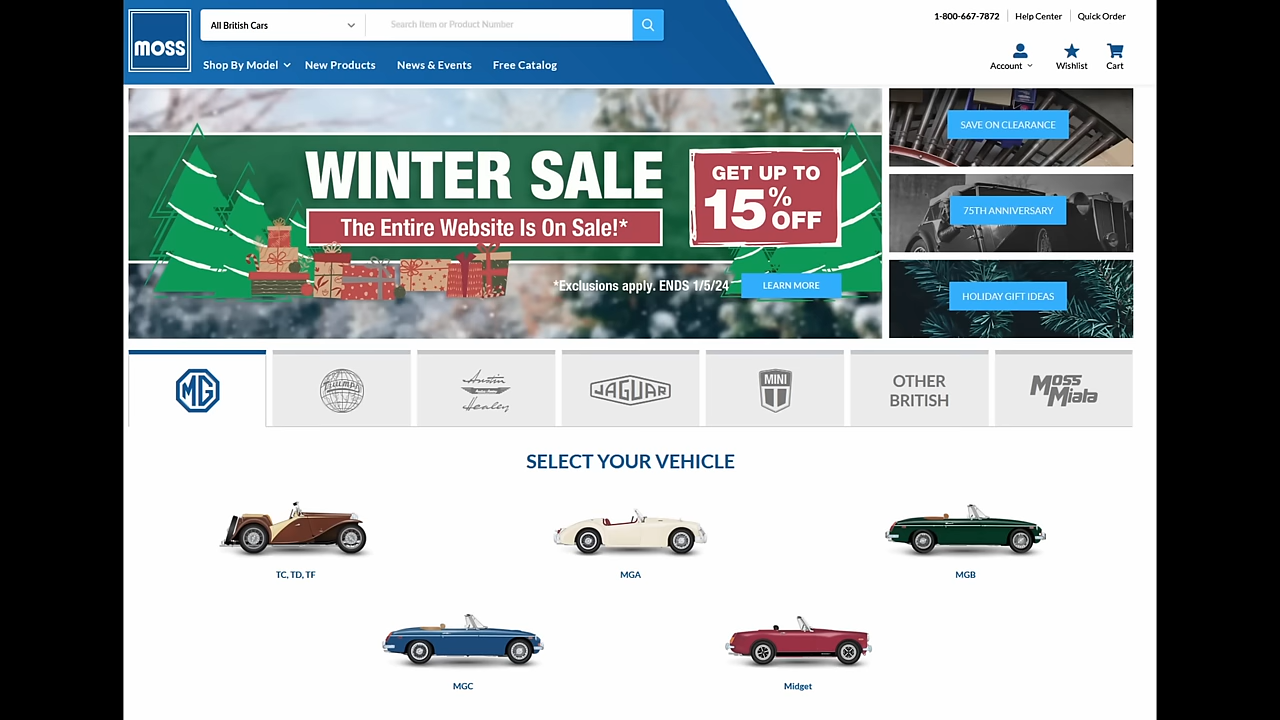 moss
All British Cars
Search Item or Product Number
1-800-667-7872
Help Center
Quick Order
Shop By Model
New Products
News & Events
Free Catalog
Account
Wishlist
Cart
WINTER SALE
The Entire Website Is On Sale!*
GET UP TO
15% OFF
*Exclusions apply. ENDS 1/5/24
LEARN MORE
SAVE ON CLEARANCE
75TH ANNIVERSARY
HOLIDAY GIFT IDEAS
MG
Triumph
Austin
Healey
JAGUAR
MINI
OTHER
BRITISH
Moss
Miata
SELECT YOUR VEHICLE
TC, TD, TF
MGA
MGB
MGC
Midget